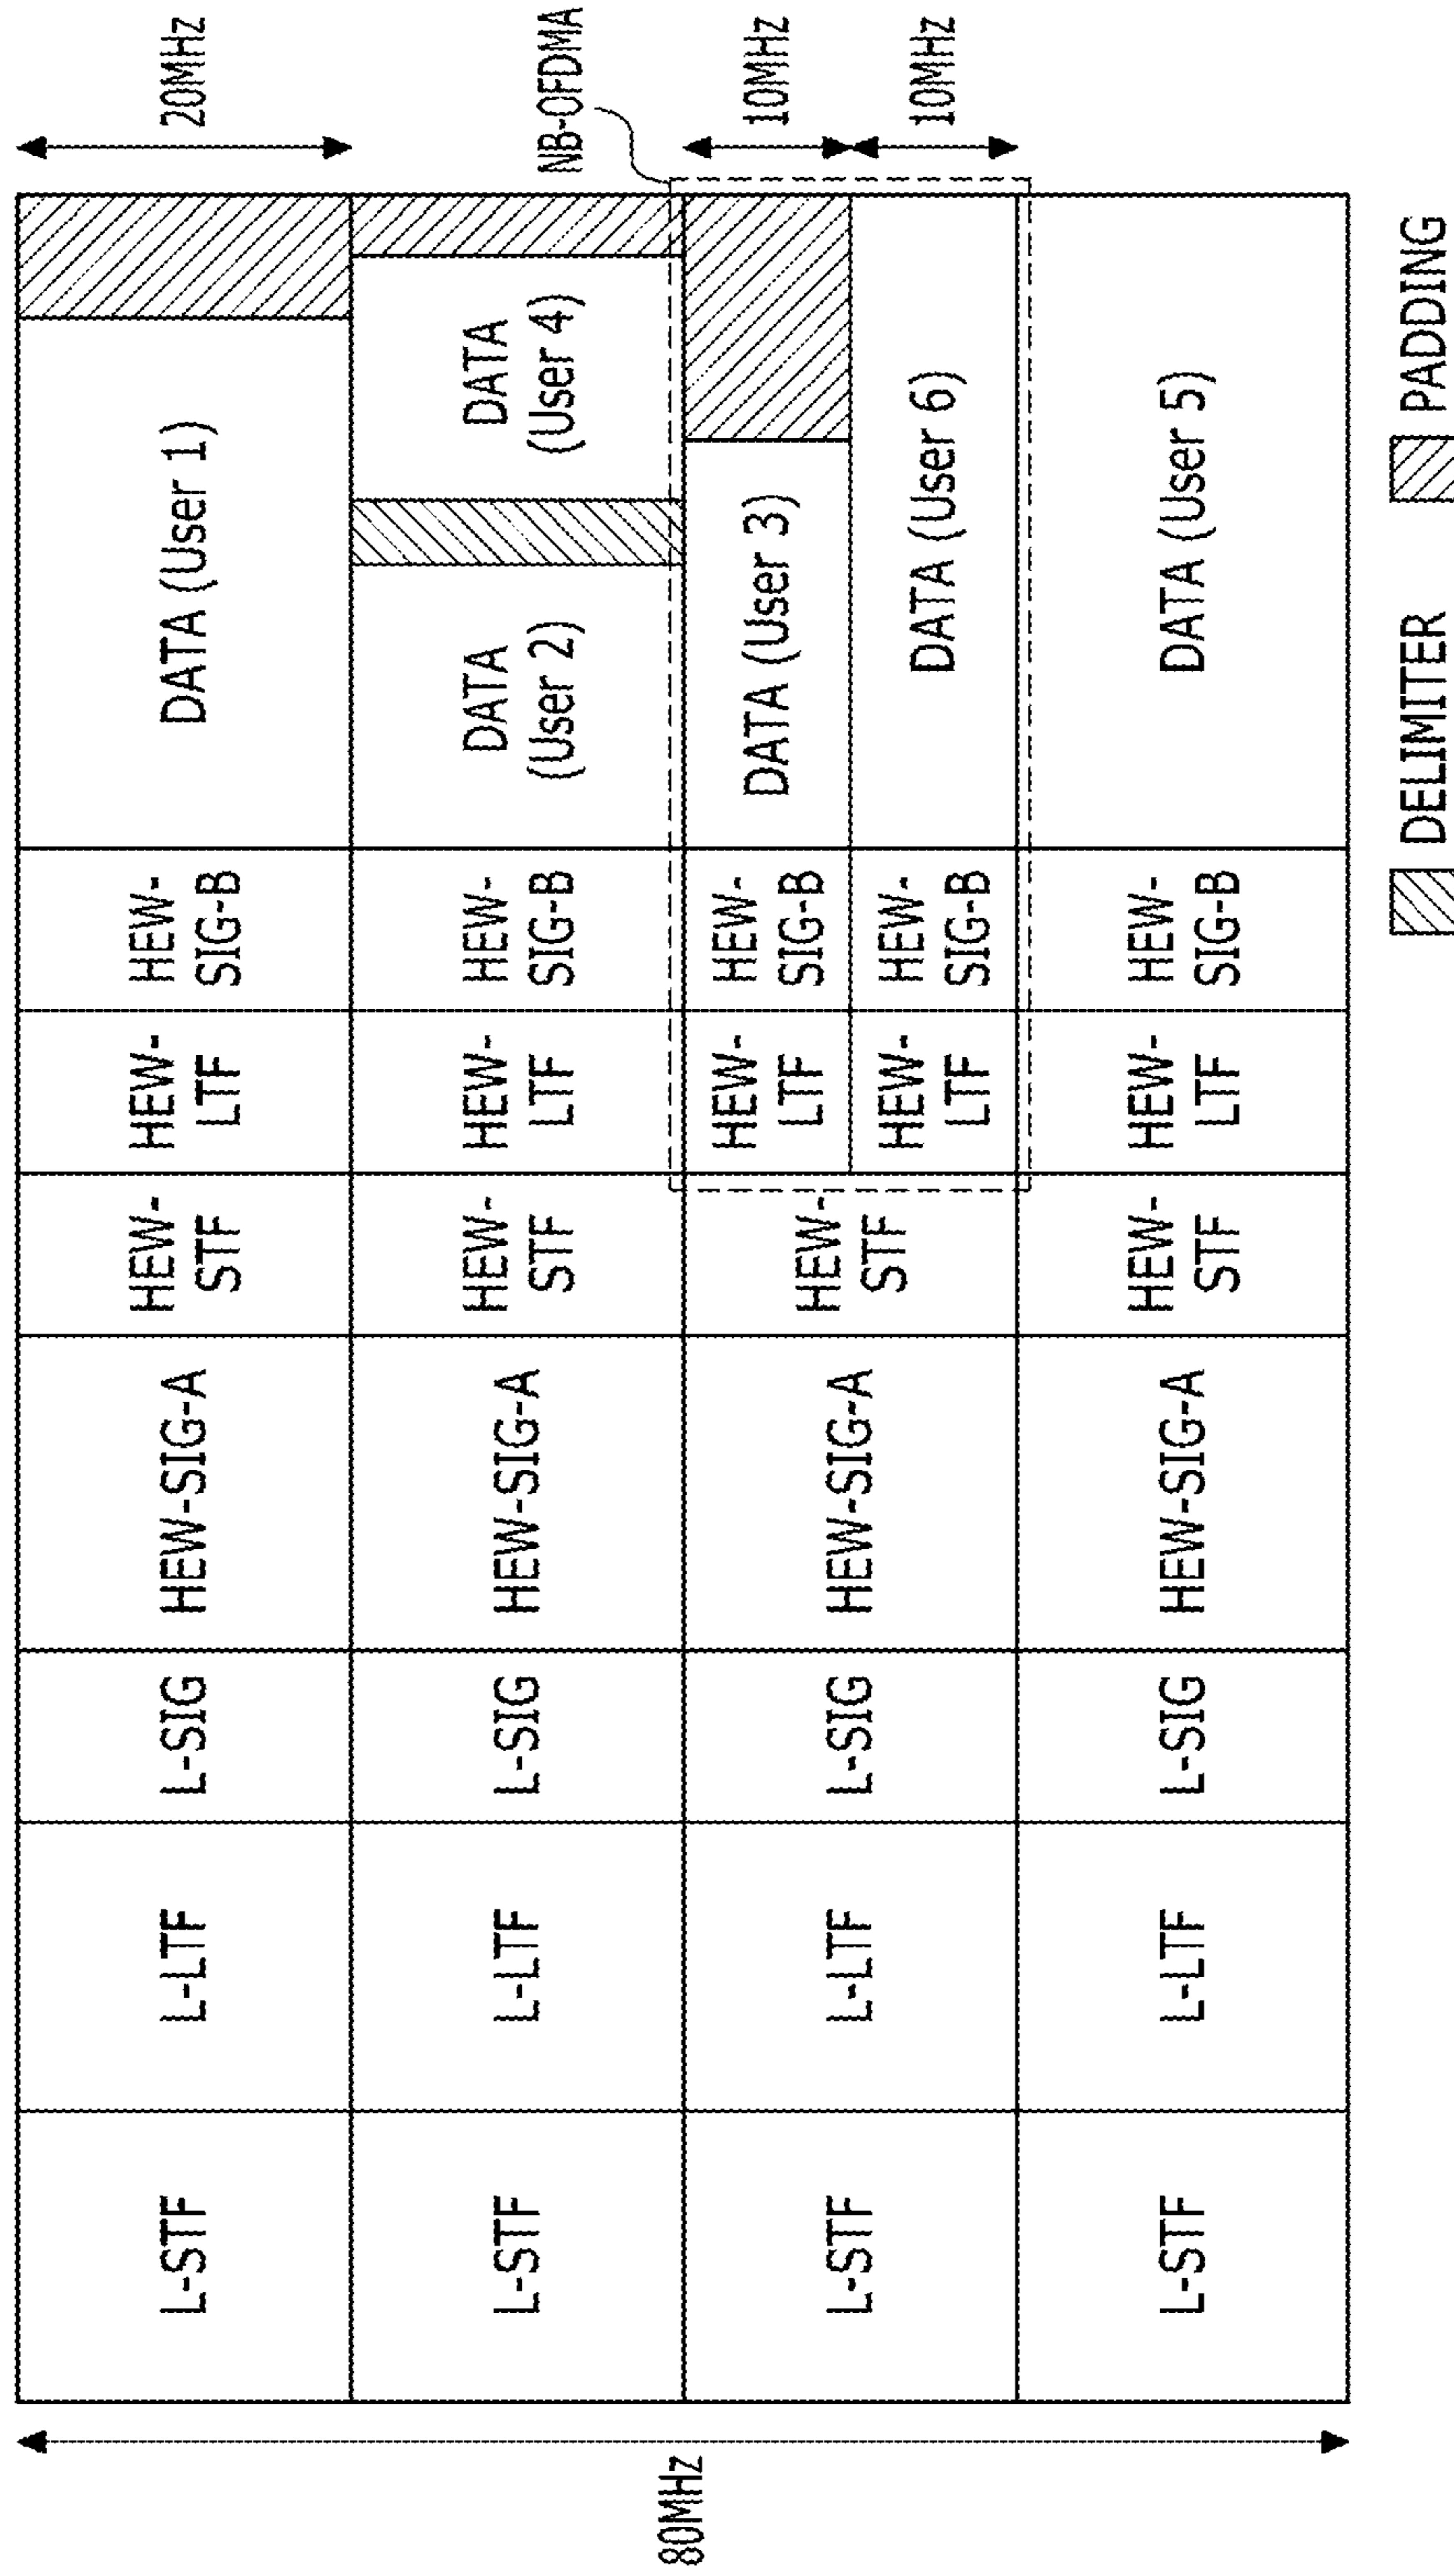 L-STF
L-LTF
L-SIG
HEW-SIG-A
HEW-
STF
HEW-
LTF
HEW-
SIG-B
DATA (User 1)
20MHz
L-STF
L-LTF
L-SIG
HEW-SIG-A
HEW-
STF
HEW-
LTF
HEW-
SIG-B
DATA
(User 2)
DATA
(User 4)
NB-OFDMA
80MHz
L-STF
L-LTF
L-SIG
HEW-SIG-A
HEW-
STF
HEW-
LTF
HEW-
SIG-B
DATA (User 3)
10MHz
HEW-
LTF
HEW-
SIG-B
DATA (User 6)
10MHz
L-STF
L-LTF
L-SIG
HEW-SIG-A
HEW-
STF
HEW-
LTF
HEW-
SIG-B
DATA (User 5)
DELIMITER
PADDING